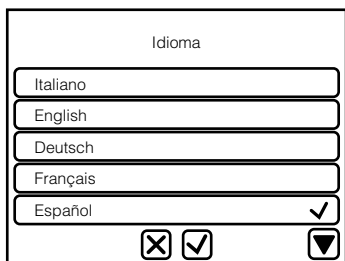 Idioma
Italiano
English
Deutsch
Français
Español